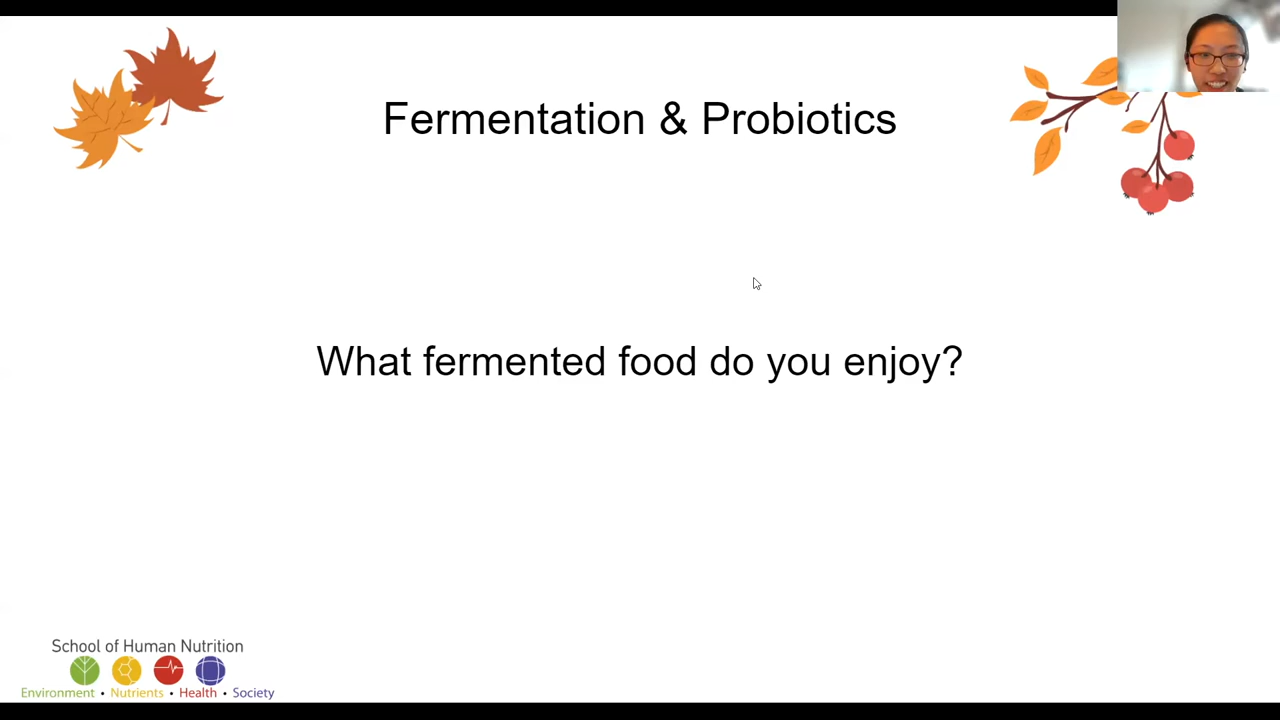 Fermentation & Probiotics
What fermented food do you enjoy?
School of Human Nutrition
Environment • Nutrients • Health • Society